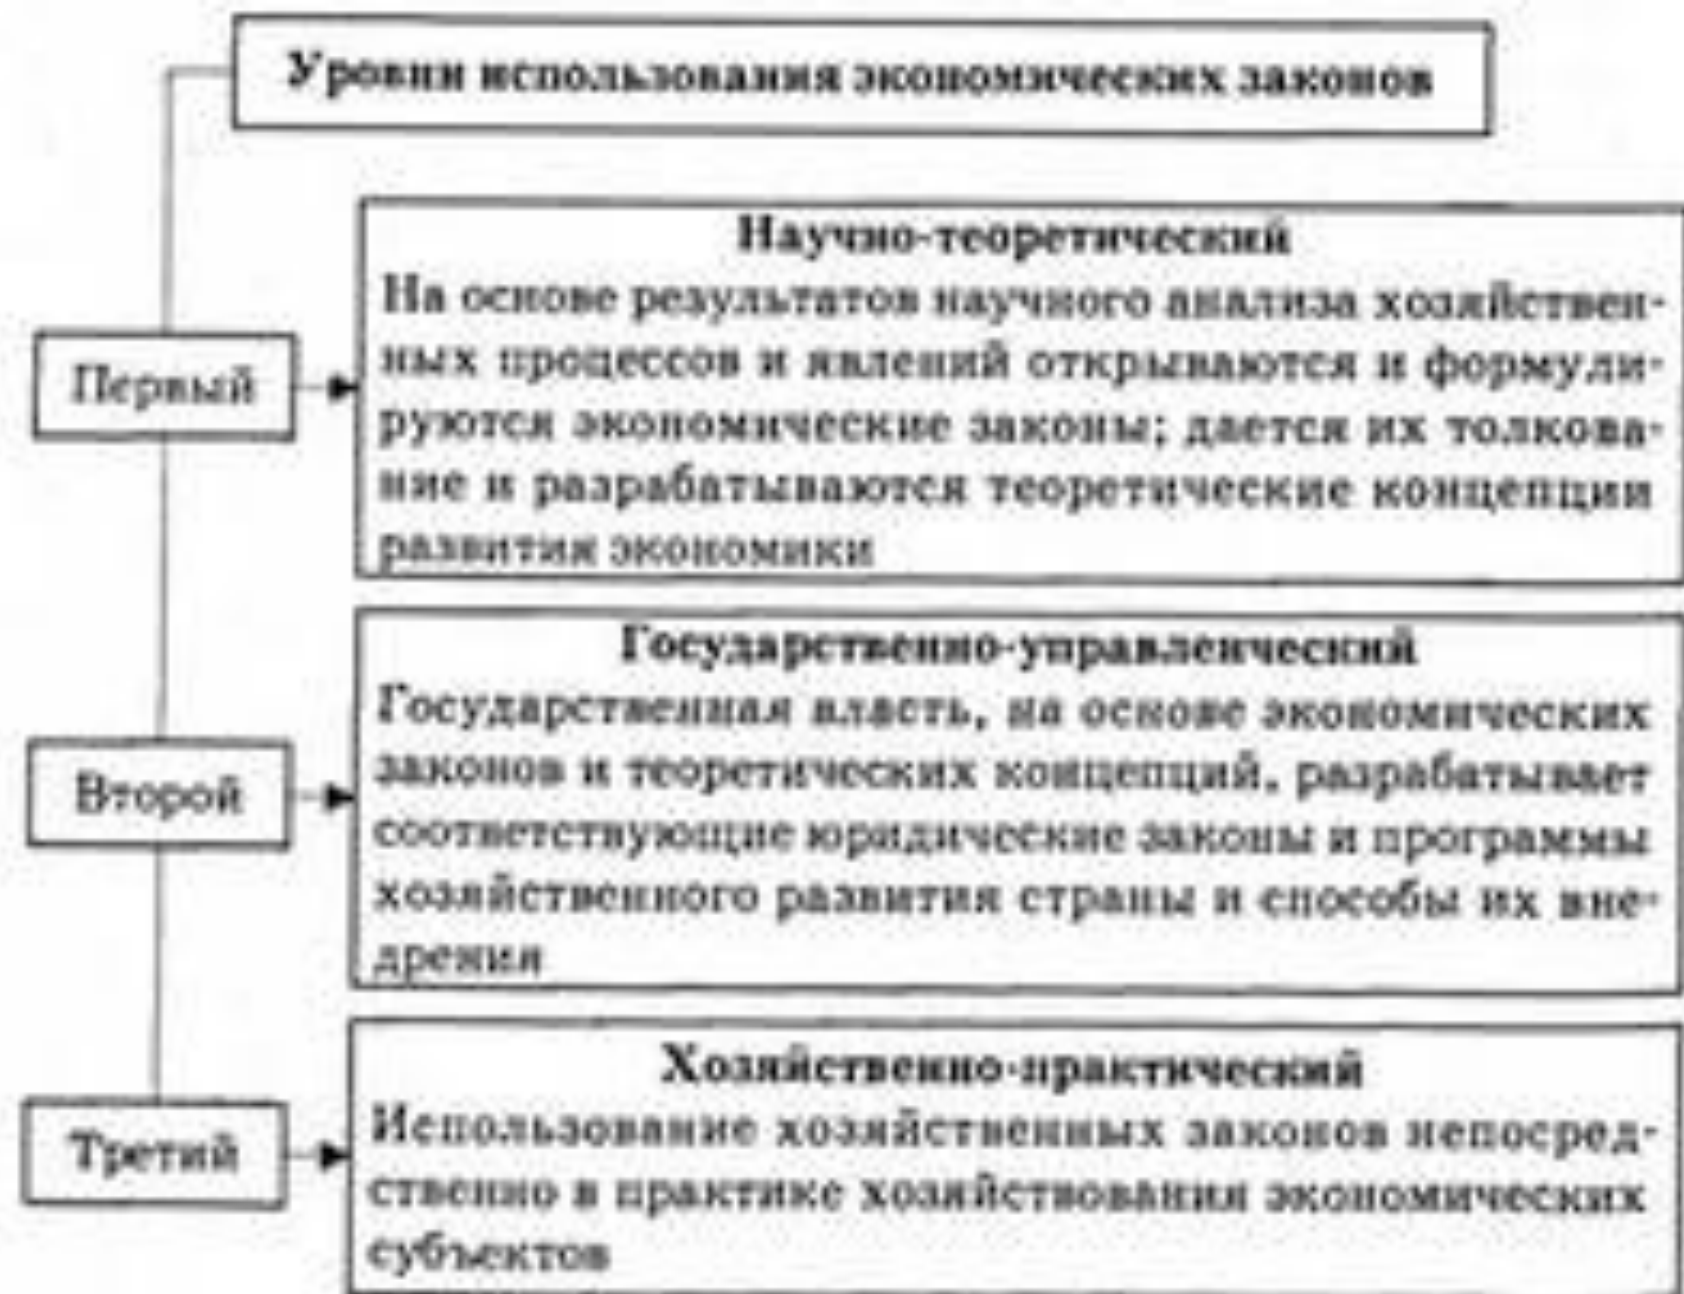 Уровни использования экономических законов
Первый
Научно-теоретический
На основе результатов научного анализа хозяйствен-
ных процессов и явлений открываются и формули-
руются экономические законы; дается их толкова-
ние и разрабатываются теоретические концепции
развития экономики
Второй
Государственно-управленческий
Государственная власть, на основе экономических
законов и теоретических концепций, разрабатывает
соответствующие юридические законы и программы
хозяйственного развития страны и способы их вне-
дрения
Третий
Хозяйственно-практический
Использование хозяйственных законов непосред-
ственно в практике хозяйствования экономических
субъектов